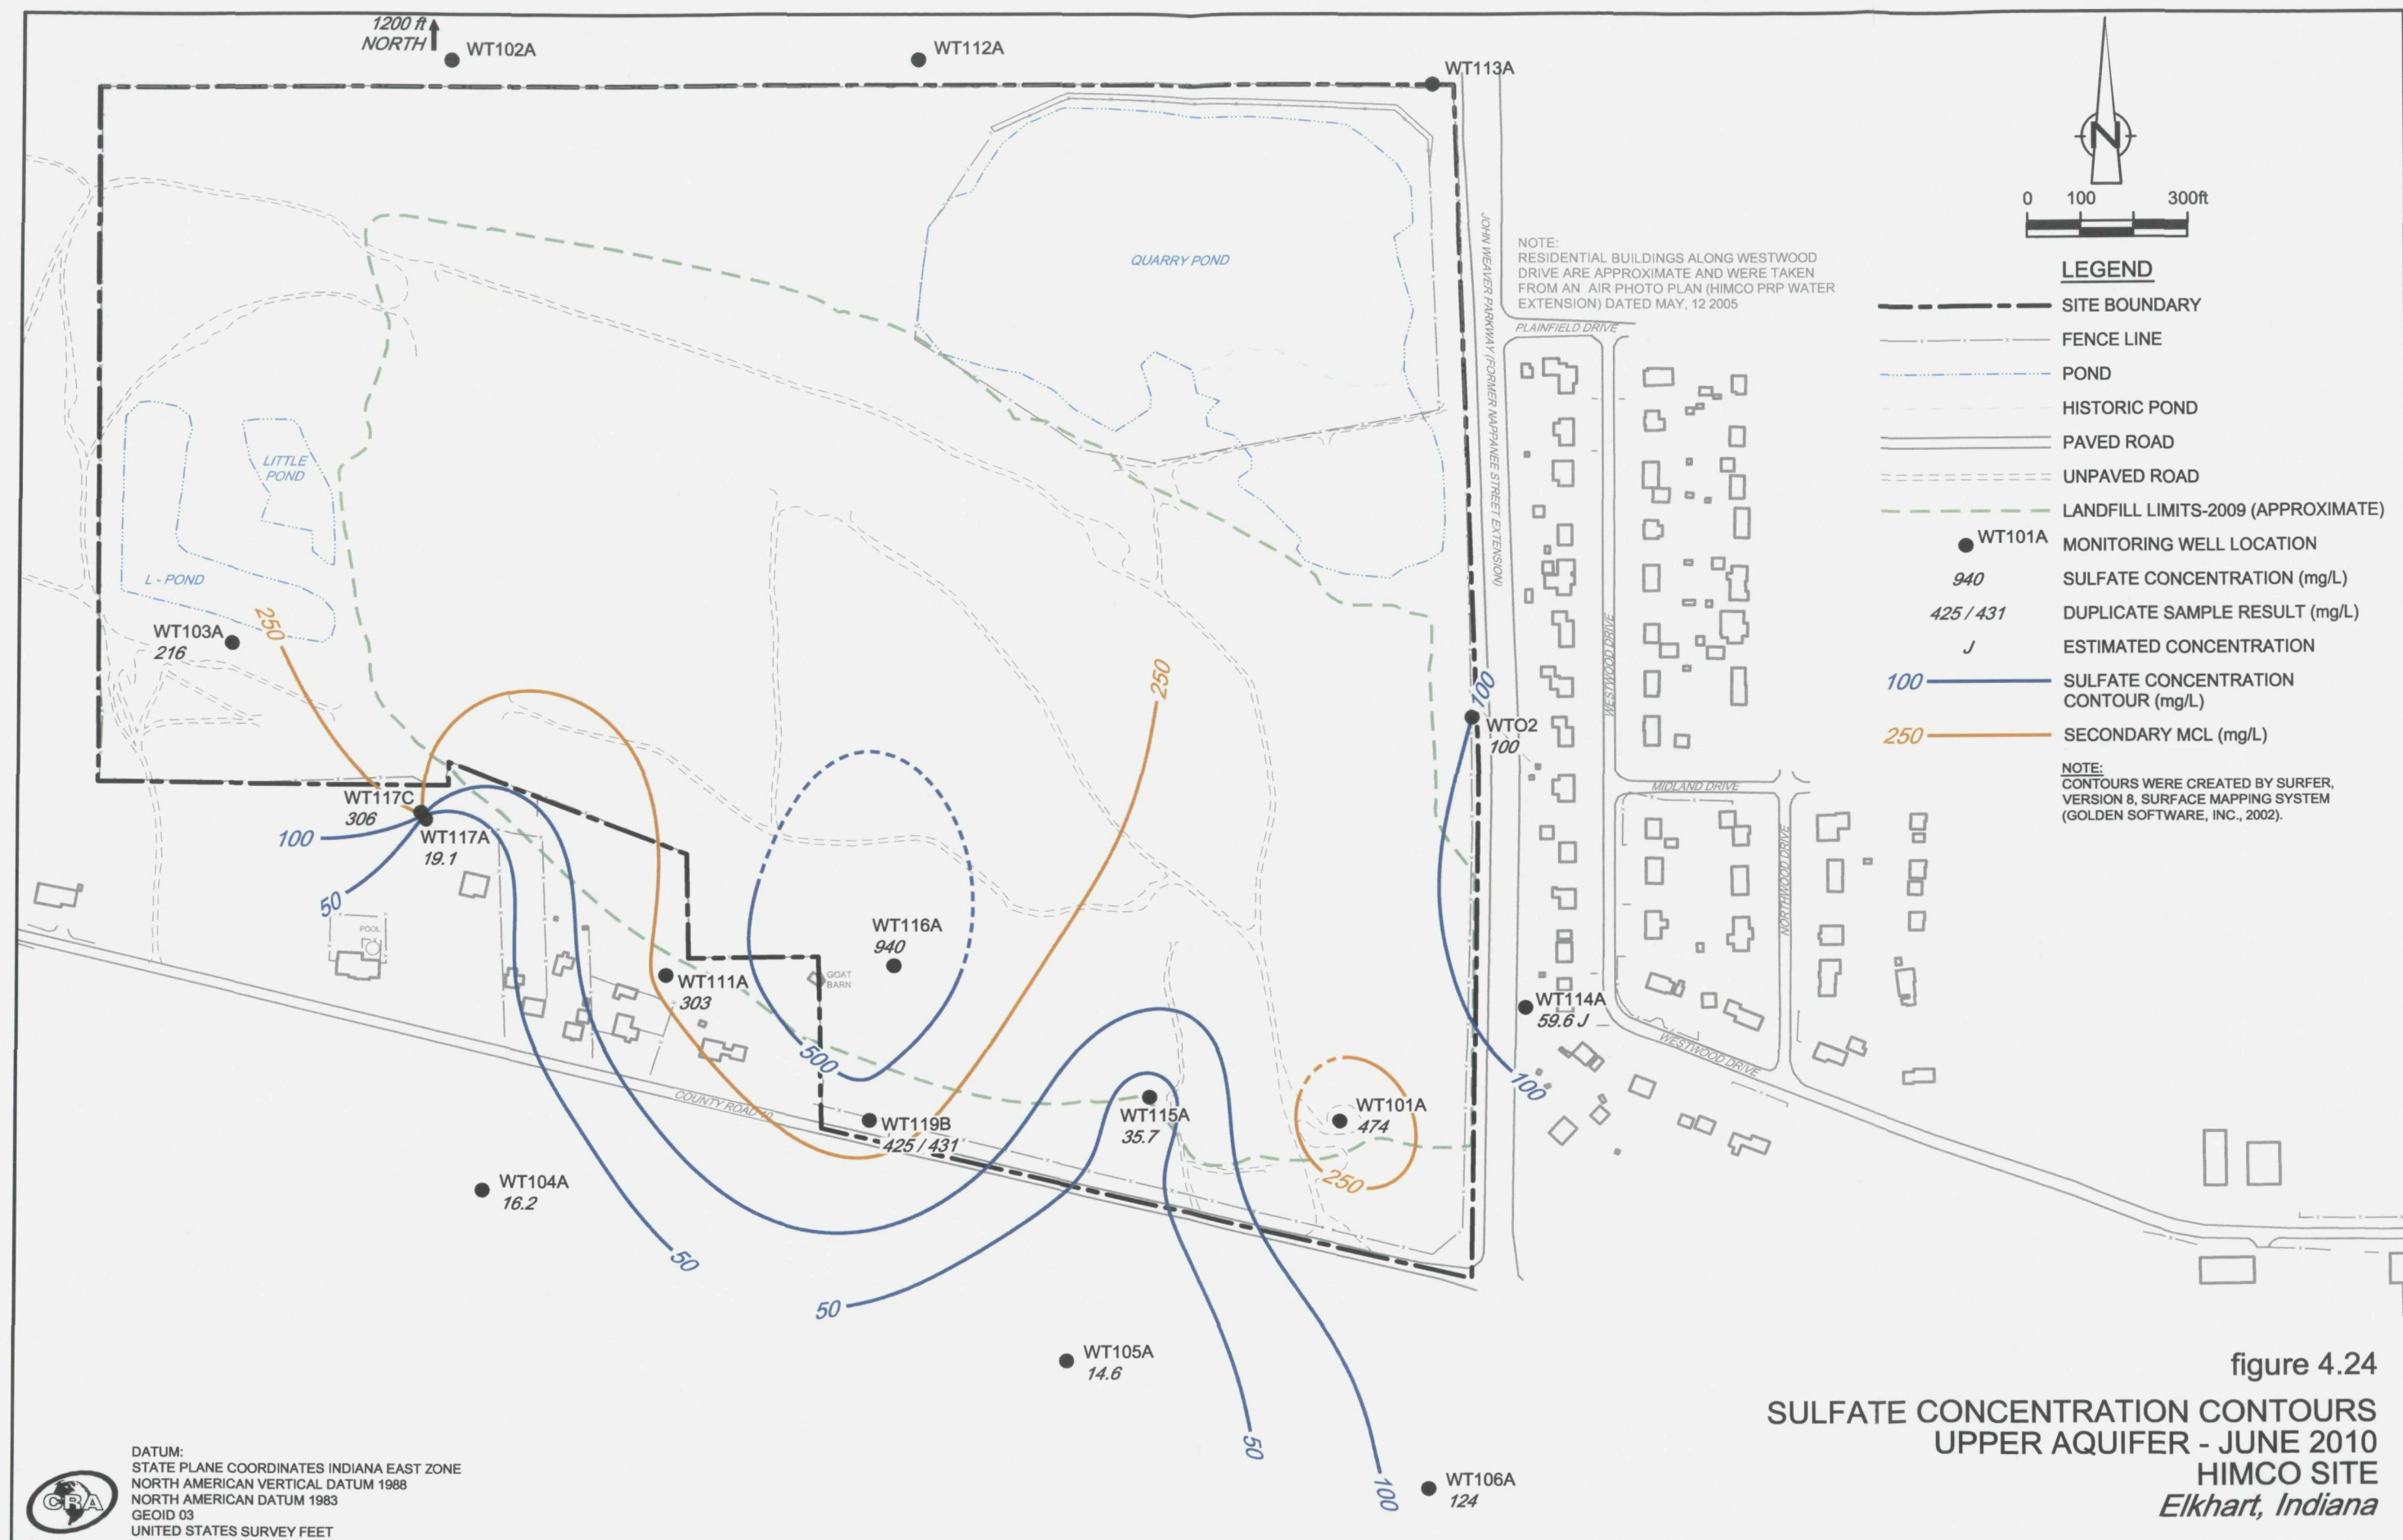 1200 ft
NORTH
WT102A
WT112A
WT113A
N
0 100 300ft
LEGEND
SITE BOUNDARY
FENCE LINE
POND
HISTORIC POND
PAVED ROAD
UNPAVED ROAD
LANDFILL LIMITS-2009 (APPROXIMATE)
WT101A MONITORING WELL LOCATION
940 SULFATE CONCENTRATION (mg/L)
425 / 431 DUPLICATE SAMPLE RESULT (mg/L)
J ESTIMATED CONCENTRATION
100 SULFATE CONCENTRATION
CONTOUR (mg/L)
250 SECONDARY MCL (mg/L)
NOTE:
CONTOURS WERE CREATED BY SURFER,
VERSION 8, SURFACE MAPPING SYSTEM
(GOLDEN SOFTWARE, INC., 2002).
NOTE:
RESIDENTIAL BUILDINGS ALONG WESTWOOD
DRIVE ARE APPROXIMATE AND WERE TAKEN
FROM AN AIR PHOTO PLAN (HIMCO PRP WATER
EXTENSION) DATED MAY, 12 2005
QUARRY POND
JOHN WEAVER PARKWAY (FORMER NAPPANEE STREET EXTENSION)
PLAINFIELD DRIVE
WESTWOOD DRIVE
MIDLAND DRIVE
NORTHWOOD DRIVE
WESTWOOD DRIVE
LITTLE
POND
L - POND
250
WT103A
216
250
100
WTO2
100
WT117C
306
100
WT117A
19.1
50
POOL
WT116A
940
GOAT
BARN
WT111A
303
500
WT114A
59.6 J
100
COUNTY ROAD 10
WT119B
425 / 431
WT115A
35.7
WT101A
474
250
WT104A
16.2
50
50
WT105A
14.6
50
100
WT106A
124
figure 4.24
SULFATE CONCENTRATION CONTOURS
UPPER AQUIFER - JUNE 2010
HIMCO SITE
Elkhart, Indiana
CRA
DATUM:
STATE PLANE COORDINATES INDIANA EAST ZONE
NORTH AMERICAN VERTICAL DATUM 1988
NORTH AMERICAN DATUM 1983
GEOID 03
UNITED STATES SURVEY FEET